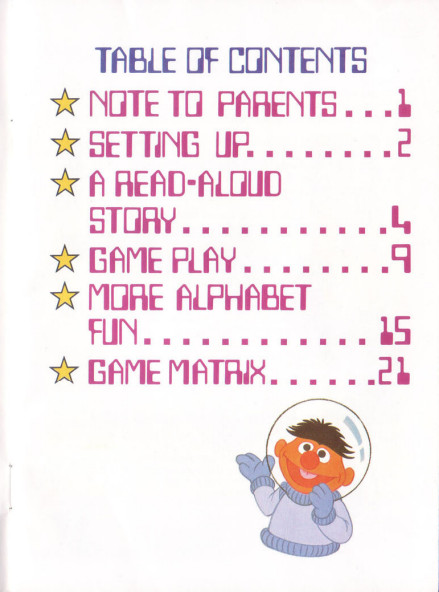 TABLE OF CONTENTS
NOTE TO PARENTS...1
SETTING UP........2
A READ-ALOUD
STORY............4
GAME PLAY.........9
MORE ALPHABET
FUN............. 15
GAME MATRIX......21